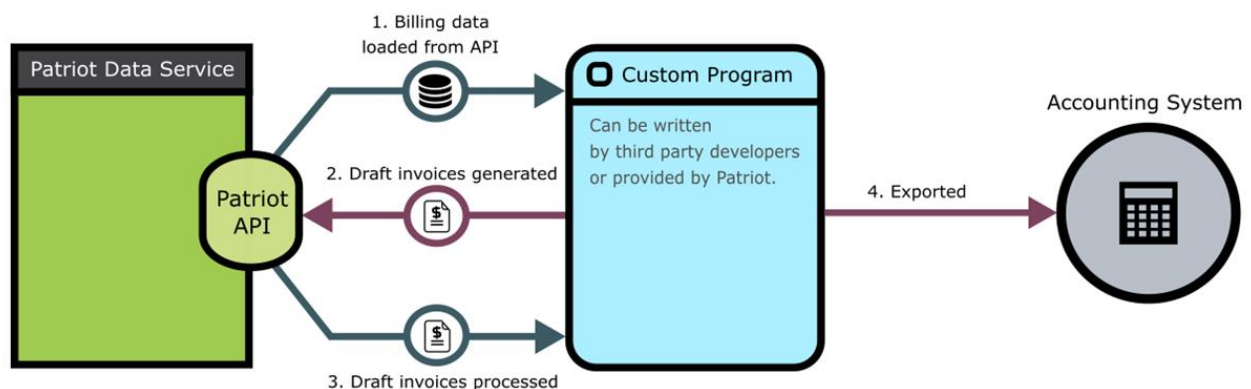 Patriot Data Service
Patriot
API
1. Billing data
loaded from API
2. Draft invoices generated
3. Draft invoices processed
Custom Program
Can be written
by third party developers
or provided by Patriot.
4. Exported
Accounting System
$
$